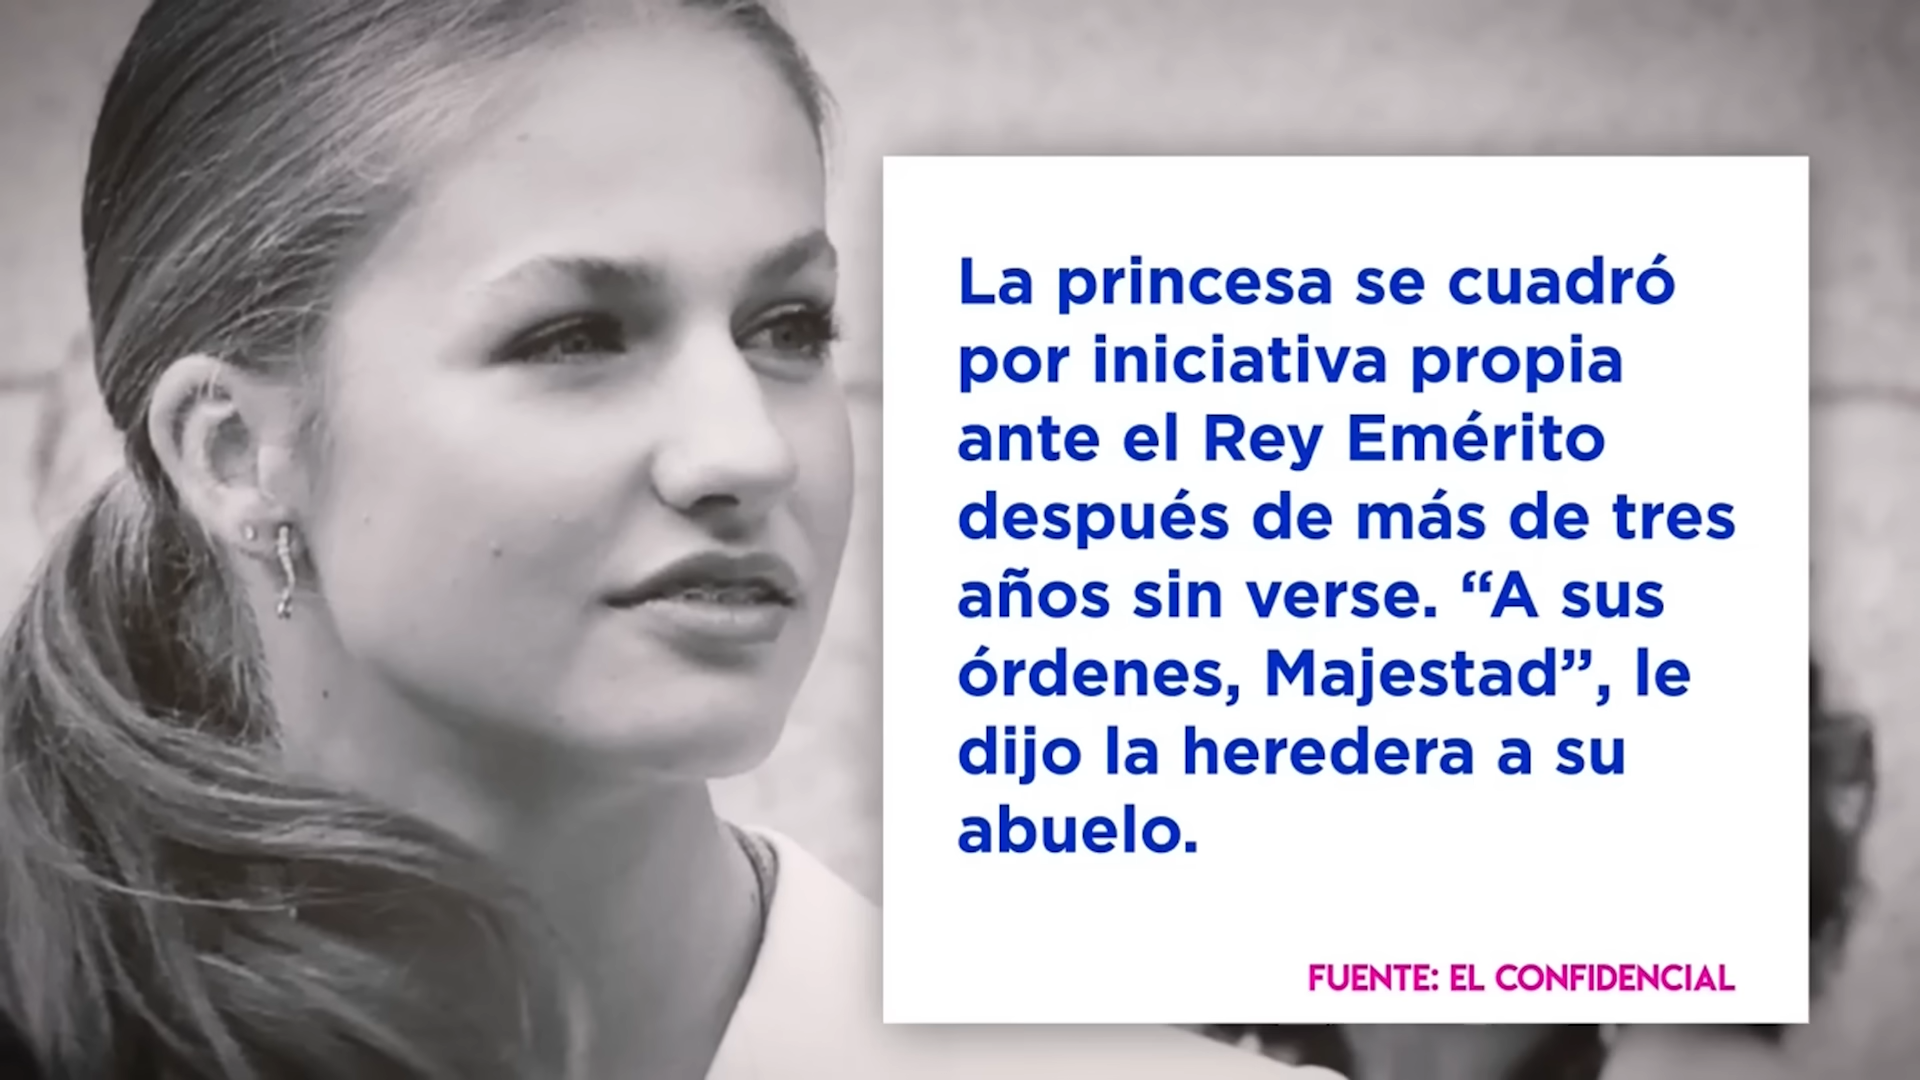 La princesa se cuadró
por iniciativa propia
ante el Rey Emérito
después de más de tres
años sin verse. “A sus
órdenes, Majestad”, le
dijo la heredera a su
abuelo.
FUENTE: EL CONFIDENCIAL